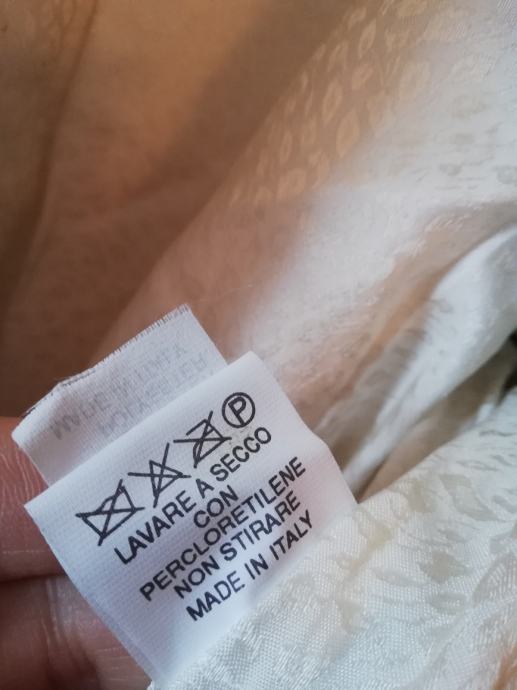 P
LAVARE A SECCO
CON
PERCLORETILENE
NON STIRARE
MADE IN ITALY